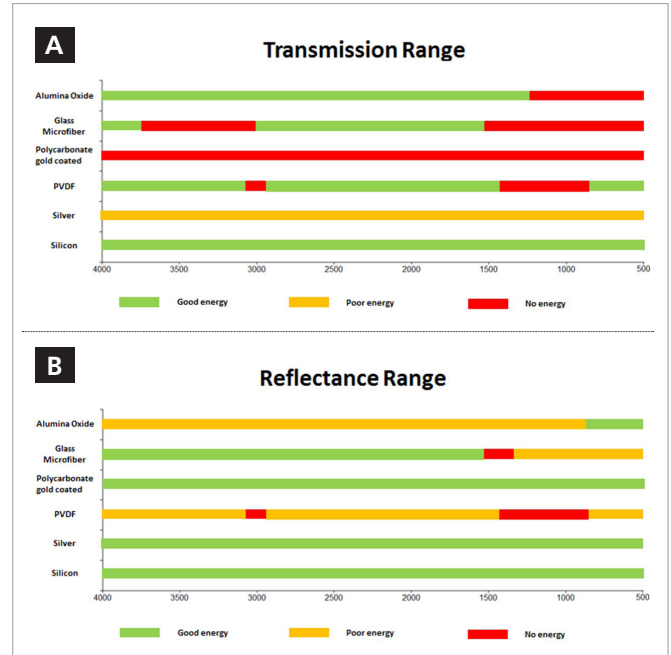 A
Transmission Range
Alumina Oxide
Glass
Microfiber
Polycarbonate
gold coated
PVDF
Silver
Silicon
4000 3500 3000 2500 2000 1500 1000 500
Good energy Poor energy No energy
B
Reflectance Range
Alumina Oxide
Glass
Microfiber
Polycarbonate
gold coated
PVDF
Silver
Silicon
4000 3500 3000 2500 2000 1500 1000 500
Good energy Poor energy No energy